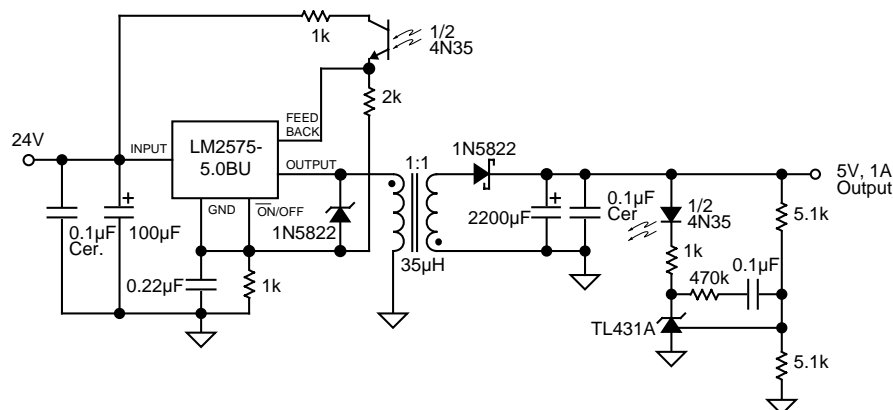 1k
1/2
4N35
2k
24V
INPUT
LM2575-
5.0BU
FEED
BACK
OUTPUT
GND
ON/OFF
1N5822
0.1µF
Cer.
100µF
0.22µF
1k
1:1
35µH
1N5822
2200µF
0.1µF
Cer
5V, 1A
Output
1/2
4N35
5.1k
1k
470k
0.1µF
TL431A
5.1k